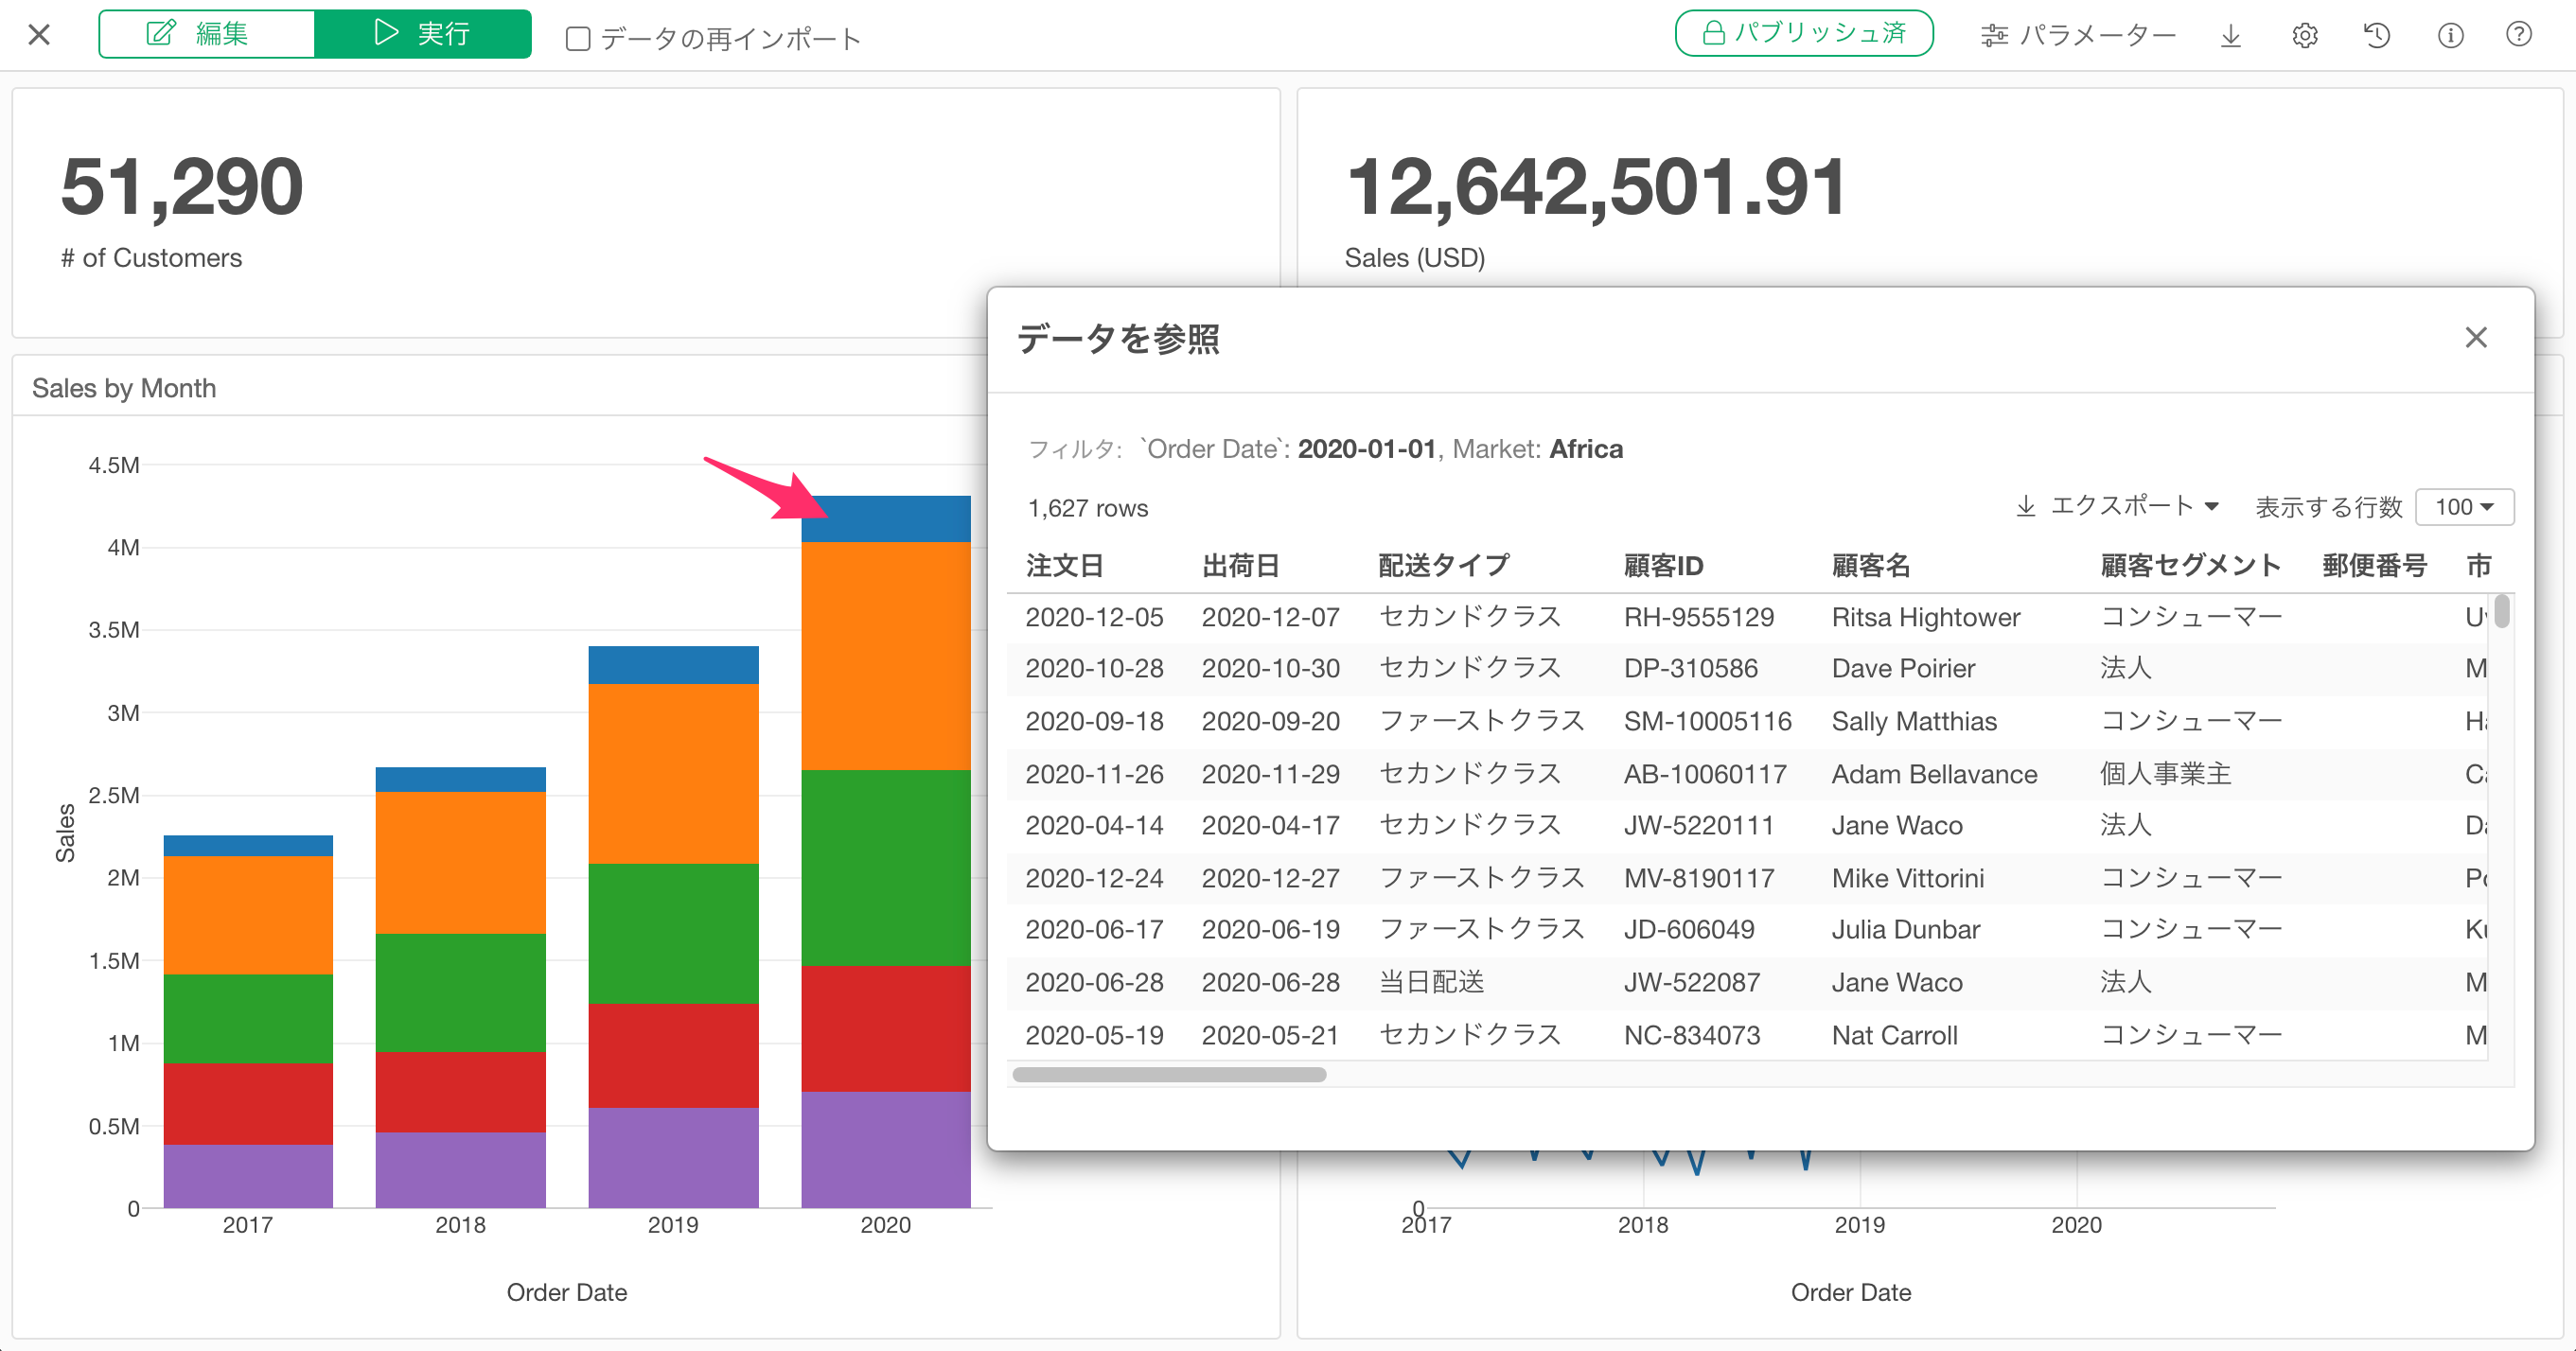 編集 実行 データの再インポート パブリッシュ済 パラメーター
51,290
# of Customers
12,642,501.91
Sales (USD)
Sales by Month
4.5M
4M
3.5M
3M
2.5M
2M
1.5M
1M
0.5M
0
Sales
2017 2018 2019 2020
Order Date
データを参照
フィルタ: `Order Date`: 2020-01-01, Market: Africa
1,627 rows エクスポート 表示する行数 100
注文日 出荷日 配送タイプ 顧客ID 顧客名 顧客セグメント 郵便番号 市
2020-12-05 2020-12-07 セカンドクラス RH-9555129 Ritsa Hightower コンシューマー
2020-10-28 2020-10-30 セカンドクラス DP-310586 Dave Poirier 法人 M
2020-09-18 2020-09-20 ファーストクラス SM-10005116 Sally Matthias コンシューマー
2020-11-26 2020-11-29 セカンドクラス AB-10060117 Adam Bellavance 個人事業主
2020-04-14 2020-04-17 セカンドクラス JW-5220111 Jane Waco 法人
2020-12-24 2020-12-27 ファーストクラス MV-8190117 Mike Vittorini コンシューマー
2020-06-17 2020-06-19 ファーストクラス JD-606049 Julia Dunbar コンシューマー
2020-06-28 2020-06-28 当日配送 JW-522087 Jane Waco 法人 M
2020-05-19 2020-05-21 セカンドクラス NC-834073 Nat Carroll コンシューマー M
0
2017 2018 2019 2020
Order Date